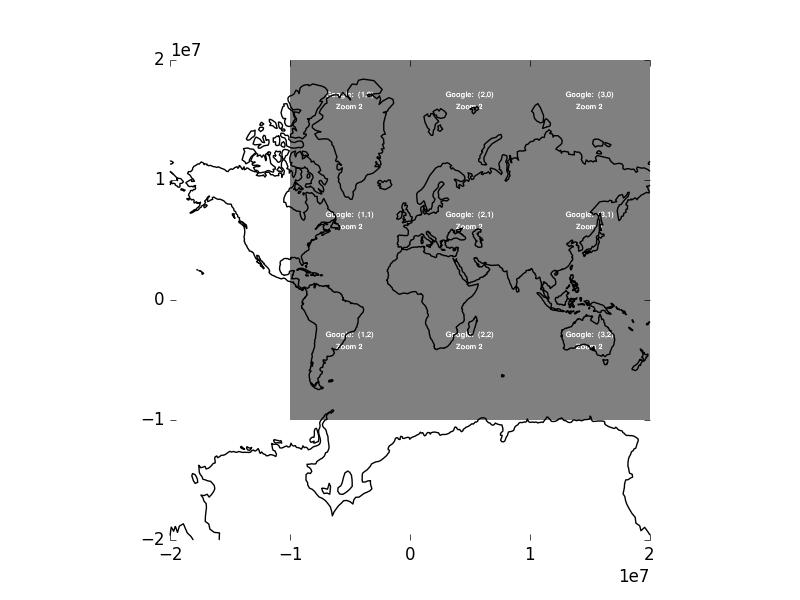 1e7
2
Google: (1,
Google: (2,0)
Google: (3,0)
Zoom 2
Zoom 2
Zoom 2
1
Google: (1,1)
Google: (2,1)
Google: (3,1)
Zoom 2
Zoom 2
Zoom 2
0
Google: (1,2)
Google: (2,2)
Google: (3,2)
Zoom 2
Zoom 2
Zoom 2
−1
−2
−2
−1
0
1
2
1e7